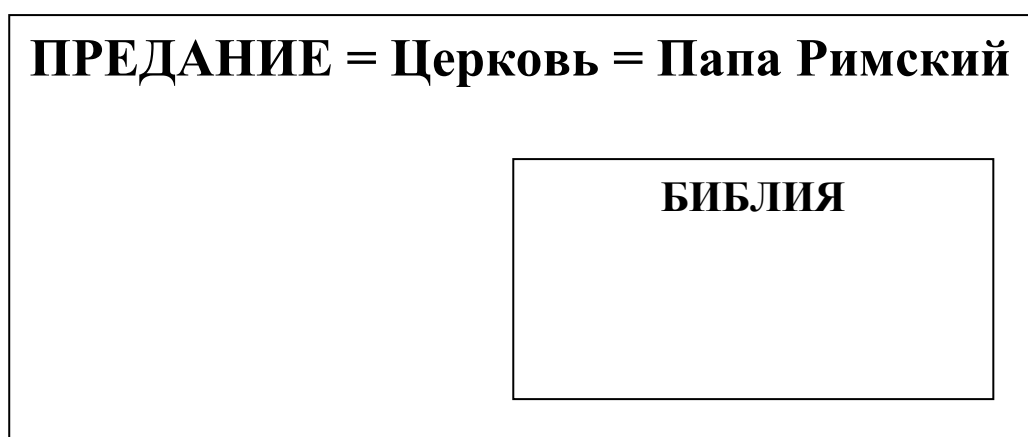 ПРЕДАНИЕ = Церковь = Папа Римский
БИБЛИЯ